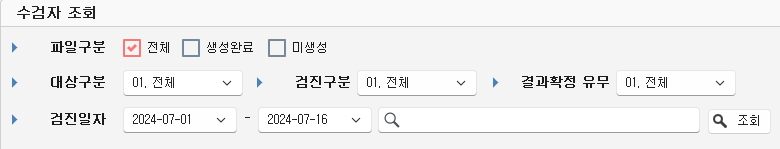 수검자 조회
파일구분 전체 생성완료 미생성
대상구분 01. 전체 검진구분 01. 전체 결과확정 유무 01. 전체
검진일자 2024-07-01 - 2024-07-16 조회